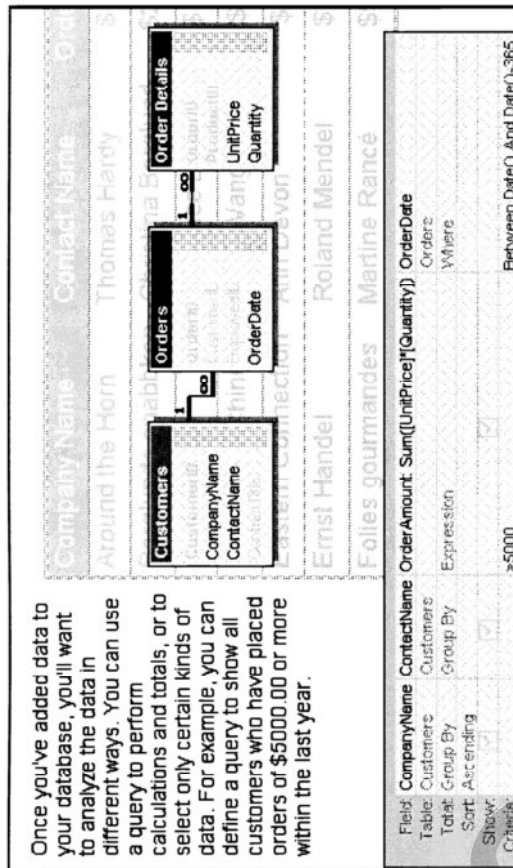 Once you've added data to
your database, you'll want
to analyze the data in
different ways. You can use
a query to perform
calculations and totals, or to
select only certain kinds of
data. For example, you can
define a query to show all
customers who have placed
orders of $5000.00 or more
within the last year.
Company Name Contact Name
Around the Horn Thomas Hardy
Eastern Connection Ann Devon
Ernst Handel Roland Mendel
Folies gourmandes Martine Rancé
Customers
CustomerID
CompanyName
ContactName
1 ∞
Orders
OrderID
OrderDate
1 ∞
Order Details
OrderID
ProductID
UnitPrice
Quantity
Field: CompanyName ContactName OrderAmount: Sum([UnitPrice]*[Quantity]) OrderDate
Table: Customers Customers Orders
Total: Group By Group By Expression Where
Sort: Ascending
Show:
Criteria: >5000 Between Date() And Date()-365